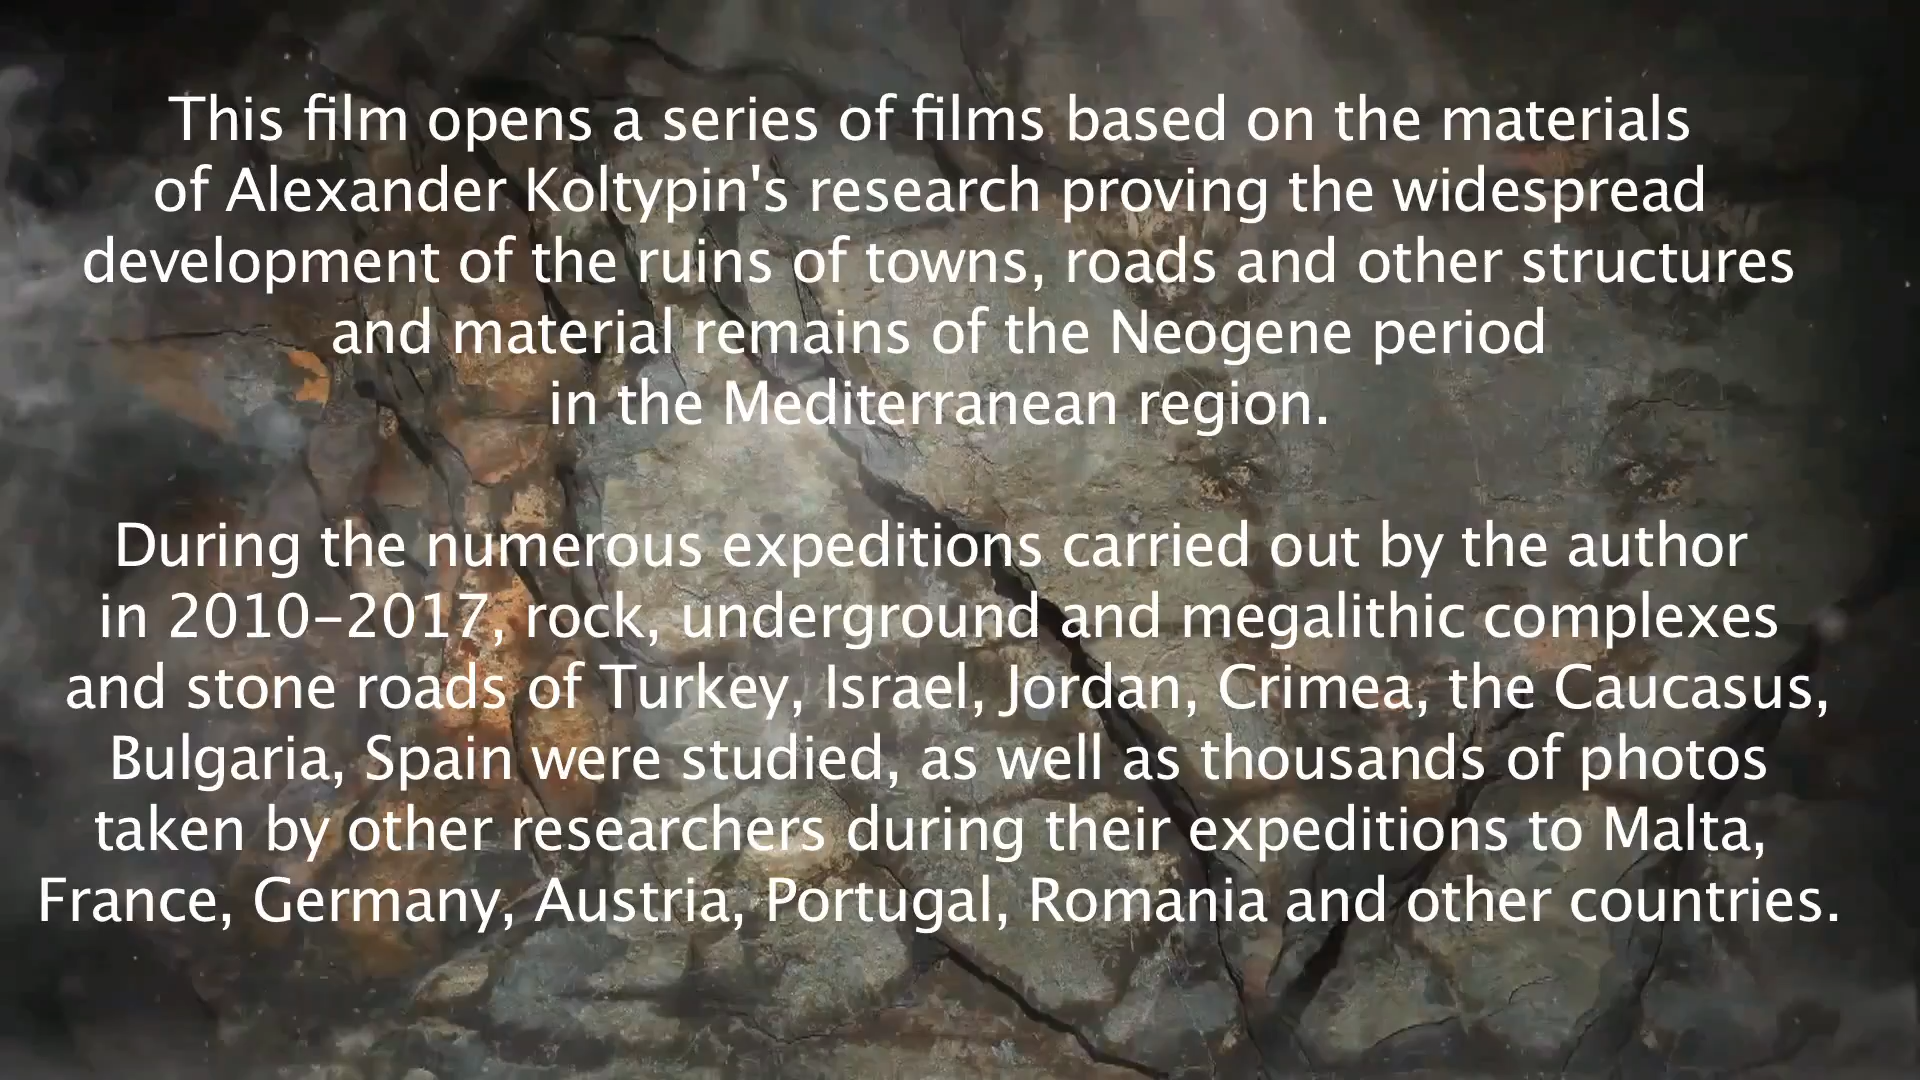 This film opens a series of films based on the materials
of Alexander Koltypin's research proving the widespread
development of the ruins of towns, roads and other structures
and material remains of the Neogene period
in the Mediterranean region.
During the numerous expeditions carried out by the author
in 2010–2017, rock, underground and megalithic complexes
and stone roads of Turkey, Israel, Jordan, Crimea, the Caucasus,
Bulgaria, Spain were studied, as well as thousands of photos
taken by other researchers during their expeditions to Malta,
France, Germany, Austria, Portugal, Romania and other countries.